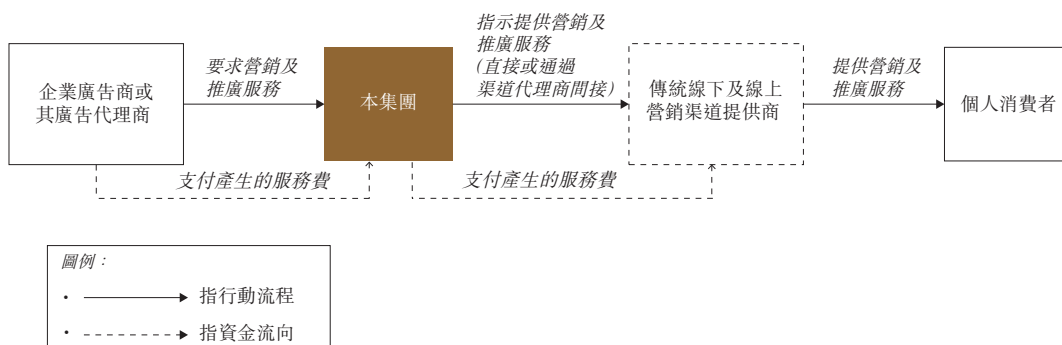 企業廣告商或
其廣告代理商
要求營銷及
推廣服務
本集團
指示提供營銷及
推廣服務
(直接或通過
渠道代理商間接)
傳統線下及線上
營銷渠道提供商
提供營銷及
推廣服務
個人消費者
支付產生的服務費
支付產生的服務費
圖例：
• 指行動流程
• 指資金流向